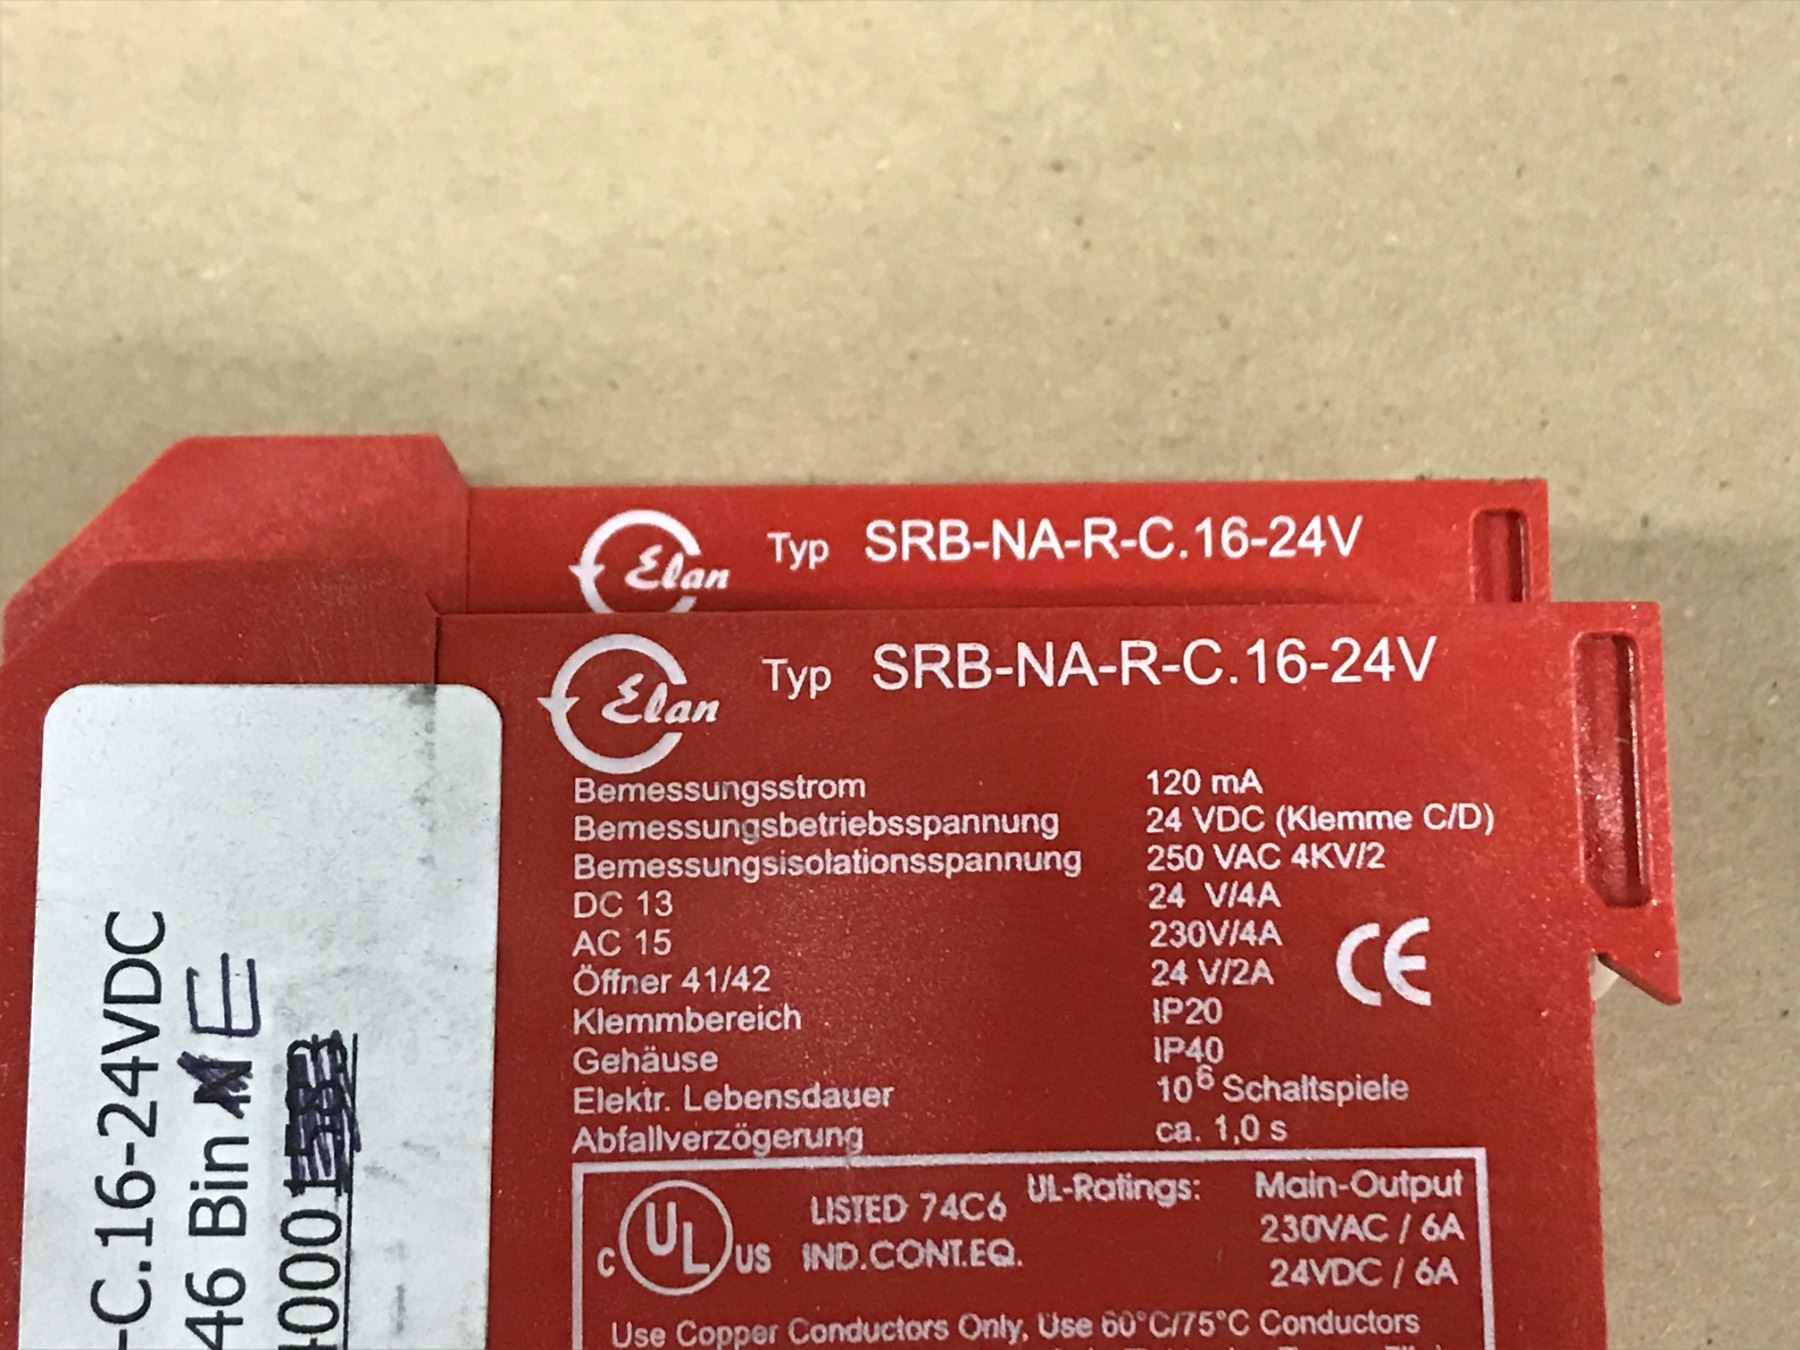 Elan Typ SRB-NA-R-C.16-24V
Elan Typ SRB-NA-R-C.16-24V
Bemessungsstrom 120 mA
Bemessungsbetriebsspannung 24 VDC (Klemme C/D)
Bemessungsisolationsspannung 250 VAC 4KV/2
DC 13 24 V/4A
AC 15 230V/4A
Öffner 41/42 24 V/2A
CE
Klemmbereich IP20
Gehäuse IP40
Elektr. Lebensdauer 10⁶ Schaltspiele
Abfallverzögerung ca. 1,0 s
C UL US LISTED 74C6
IND.CONT.EQ.
UL-Ratings: Main-Output
230VAC / 6A
24VDC / 6A
Use Copper Conductors Only, Use 60°C/75°C Conductors
-C.16-24VDC
46 Bin E
0001